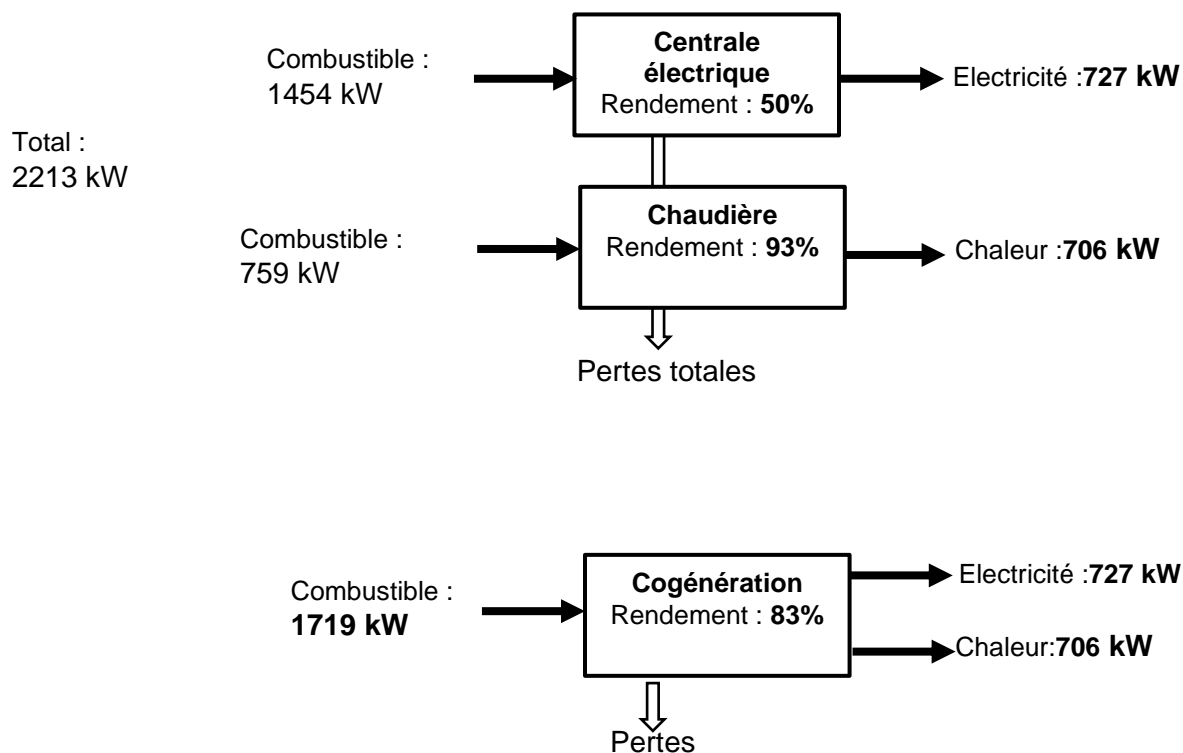 Centrale
électrique
Rendement : 50%
Combustible :
1454 kW
Electricité :727 kW
Total :
2213 kW
Chaudière
Rendement : 93%
Combustible :
759 kW
Chaleur :706 kW
Pertes totales
Cogénération
Rendement : 83%
Combustible :
1719 kW
Electricité :727 kW
Chaleur:706 kW
Pertes